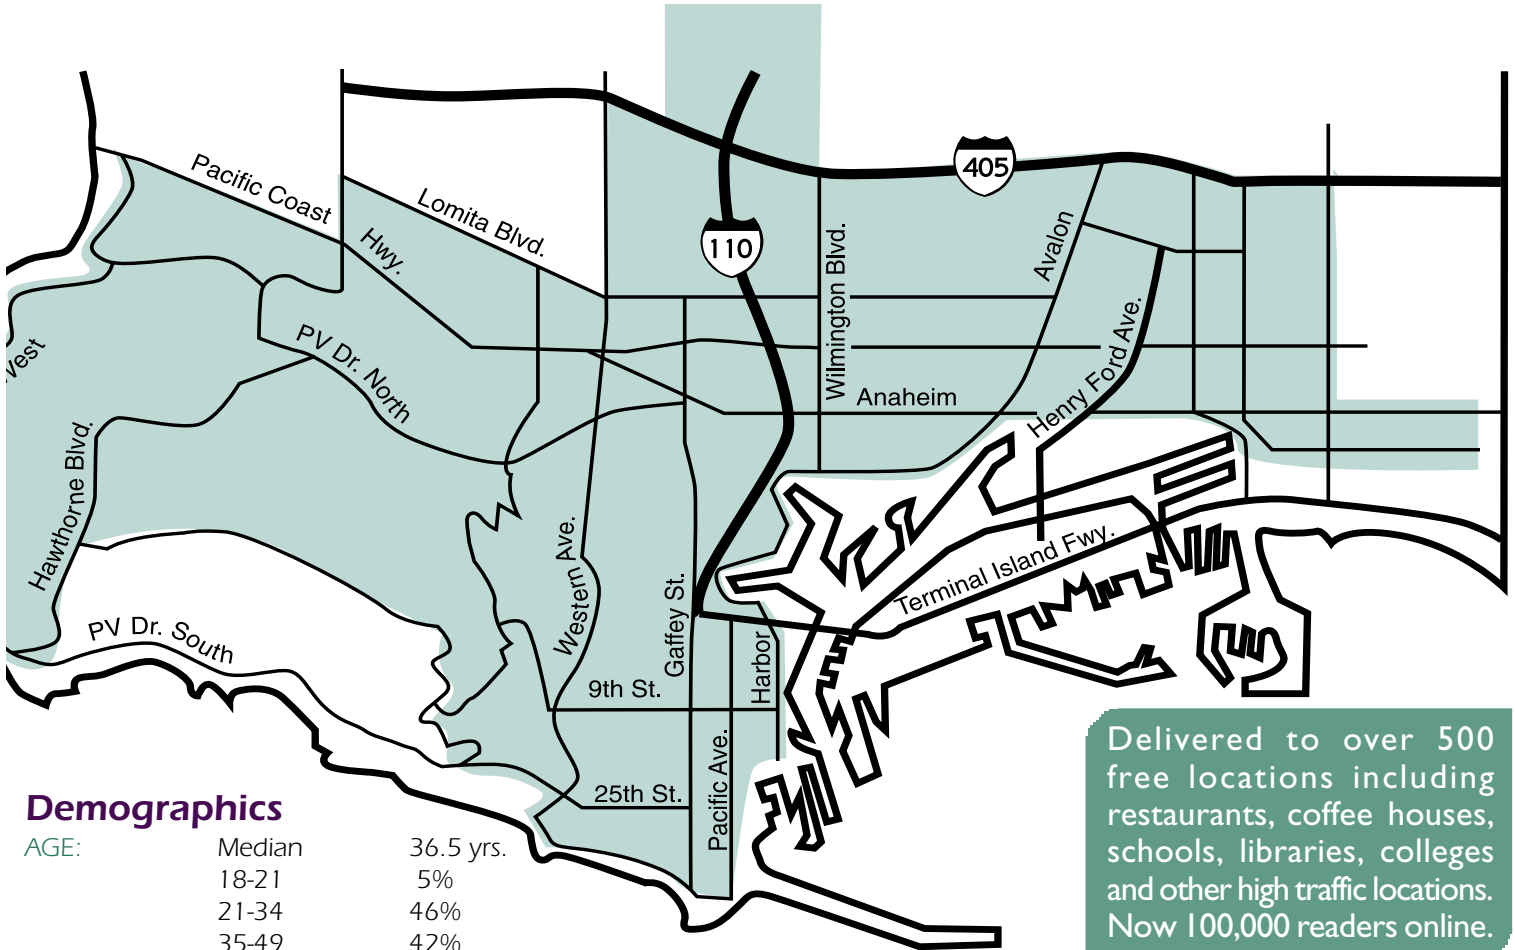 405
Pacific Coast
Hwy.
Lomita Blvd.
110
Wilmington Blvd.
Avalon
Henry Ford Ave.
PV Dr. North
Anaheim
Hawthorne Blvd.
Western Ave.
Gaffey St.
Terminal Island Fwy.
PV Dr. South
9th St.
Harbor
25th St.
Pacific Ave.
Demographics
AGE: Median 36.5 yrs.
18-21 5%
21-34 46%
35-49 42%
Delivered to over 500
free locations including
restaurants, coffee houses,
schools, libraries, colleges
and other high traffic locations.
Now 100,000 readers online.